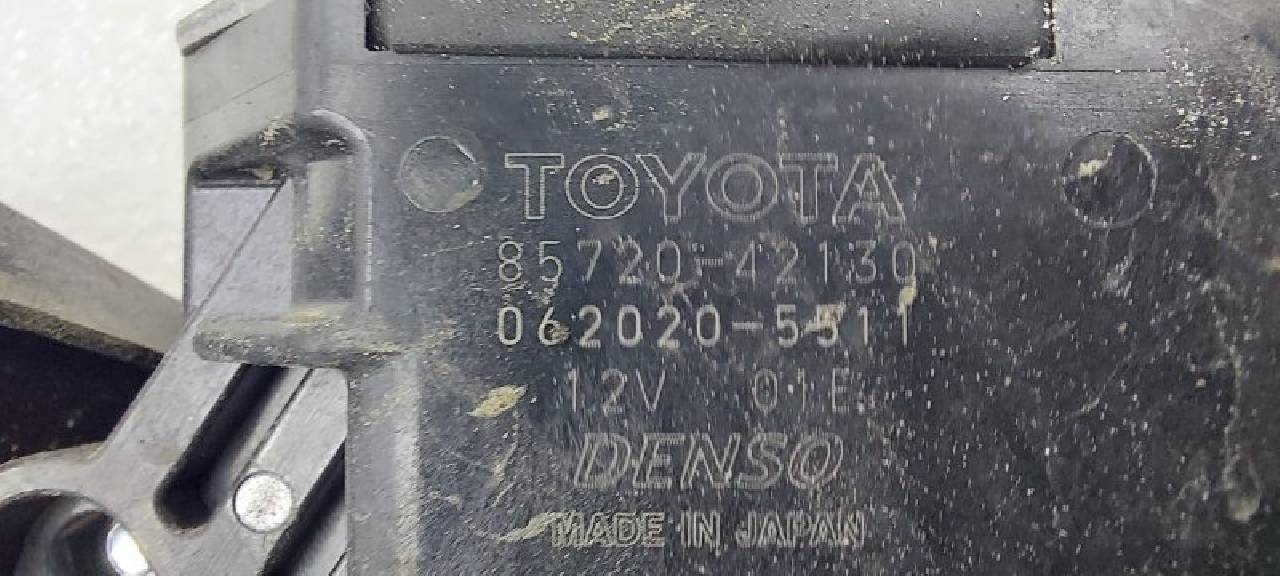 TOYOTA
85720-42130
062020-5511
12V 01E
DENSO
MADE IN JAPAN